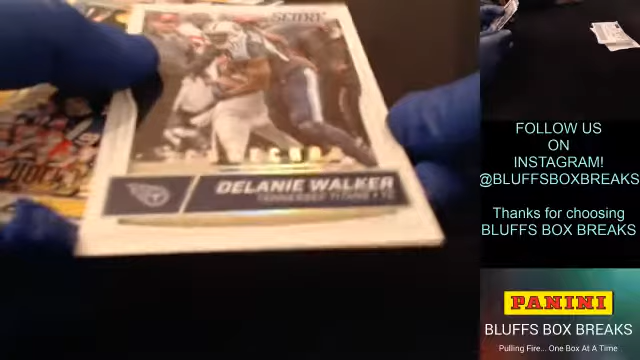 SCORE
DELANIE WALKER
TENNESSEE TITANS • TE
FOLLOW US
ON
INSTAGRAM!
@BLUFFSBOXBREAKS
Thanks for choosing
BLUFFS BOX BREAKS
PANINI
BLUFFS BOX BREAKS
Pulling Fire... One Box At A Time